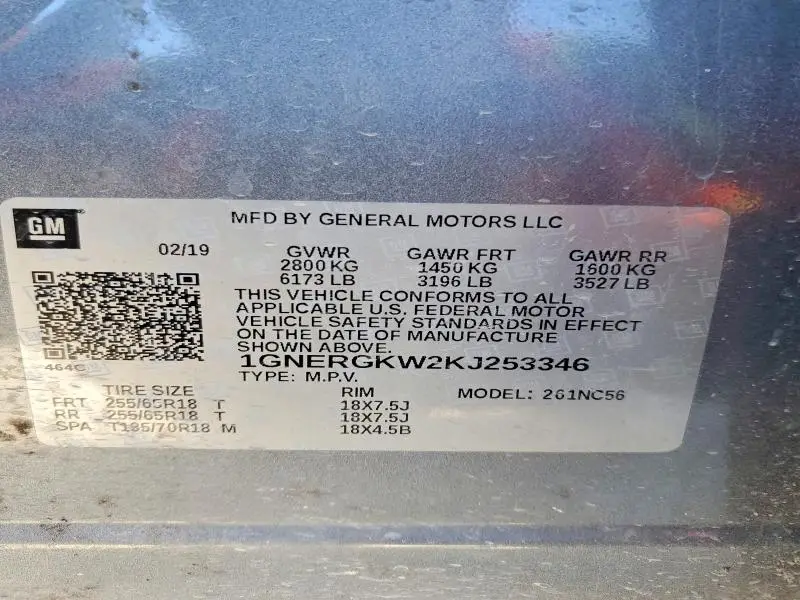 GM
MFD BY GENERAL MOTORS LLC
02/19 GVWR GAWR FRT GAWR RR
2800 KG 1450 KG 1600 KG
6173 LB 3196 LB 3527 LB
THIS VEHICLE CONFORMS TO ALL
APPLICABLE U.S. FEDERAL MOTOR
VEHICLE SAFETY STANDARDS IN EFFECT
ON THE DATE OF MANUFACTURE
SHOWN ABOVE.
464C
1GNERGKW2KJ253346
TYPE: M.P.V.
TIRE SIZE RIM MODEL: 261NC56
FRT 255/65R18 T 18X7.5J
RR 255/65R18 T 18X7.5J
SPA T135/70R18 M 18X4.5B